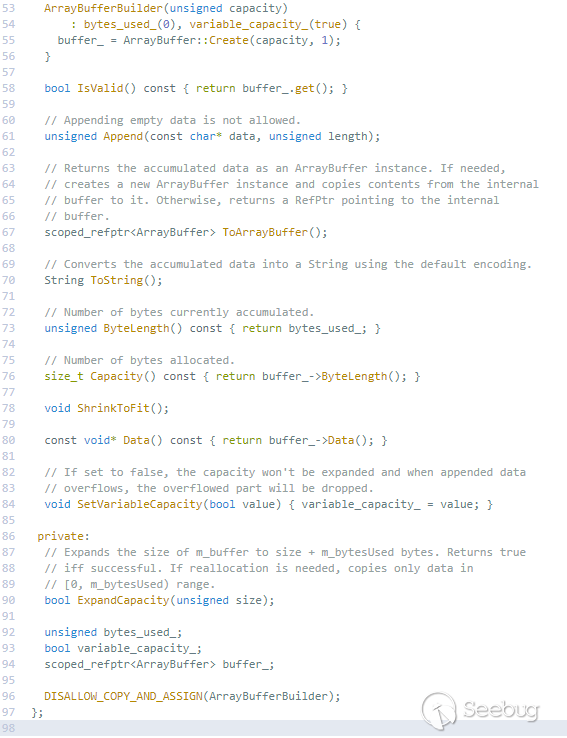 53 ArrayBufferBuilder(unsigned capacity)
54 : bytes_used_(0), variable_capacity_(true) {
55 buffer_ = ArrayBuffer::Create(capacity, 1);
56 }
57
58 bool IsValid() const { return buffer_.get(); }
59
60 // Appending empty data is not allowed.
61 unsigned Append(const char* data, unsigned length);
62
63 // Returns the accumulated data as an ArrayBuffer instance. If needed,
64 // creates a new ArrayBuffer instance and copies contents from the internal
65 // buffer to it. Otherwise, returns a RefPtr pointing to the internal
66 // buffer.
67 scoped_refptr<ArrayBuffer> ToArrayBuffer();
68
69 // Converts the accumulated data into a String using the default encoding.
70 String ToString();
71
72 // Number of bytes currently accumulated.
73 unsigned ByteLength() const { return bytes_used_; }
74
75 // Number of bytes allocated.
76 size_t Capacity() const { return buffer_->ByteLength(); }
77
78 void ShrinkToFit();
79
80 const void* Data() const { return buffer_->Data(); }
81
82 // If set to false, the capacity won't be expanded and when appended data
83 // overflows, the overflowed part will be dropped.
84 void SetVariableCapacity(bool value) { variable_capacity_ = value; }
85
86 private:
87 // Expands the size of m_buffer to size + m_bytesUsed bytes. Returns true
88 // iff successful. If reallocation is needed, copies only data in
89 // [0, m_bytesUsed) range.
90 bool ExpandCapacity(unsigned size);
91
92 unsigned bytes_used_;
93 bool variable_capacity_;
94 scoped_refptr<ArrayBuffer> buffer_;
95
96 DISALLOW_COPY_AND_ASSIGN(ArrayBufferBuilder);
97 };
98
Seebug